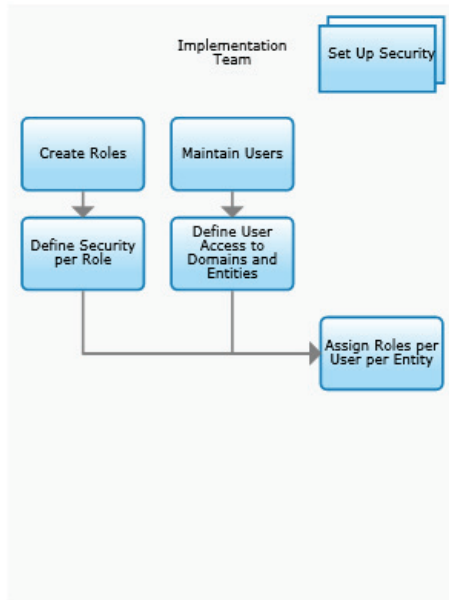 Implementation
Team
Set Up Security
Create Roles
Maintain Users
Define Security
per Role
Define User
Access to
Domains and
Entities
Assign Roles per
User per Entity